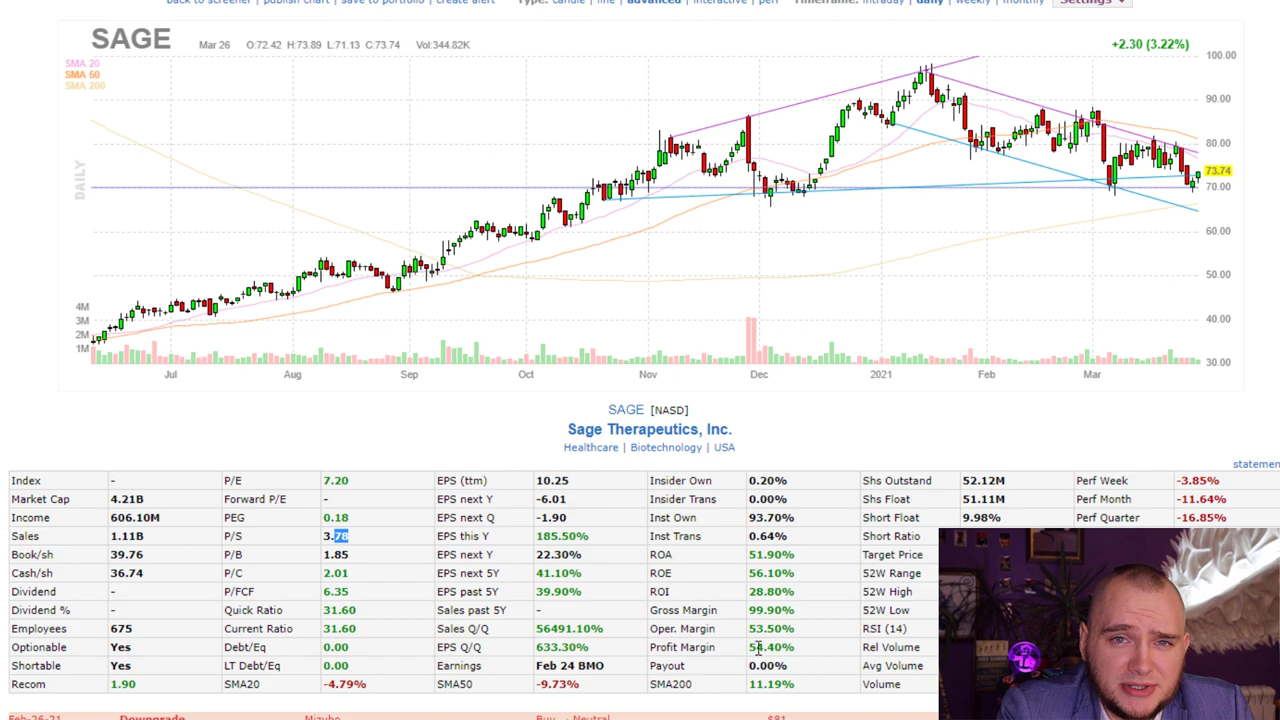 back to screener | publish chart | save to portfolio | create alert Type: candle | line | advanced | interactive | perf Timeframe: intraday | daily | weekly | monthly Settings
SAGE Mar 26 O:72.42 H:73.89 L:71.13 C:73.74 Vol:344.82K +2.30 (3.22%)
SMA 20
SMA 50
SMA 200
100.00
90.00
80.00
73.74
70.00
60.00
50.00
40.00
30.00
DAILY
4M
3M
2M
1M
Jul Aug Sep Oct Nov Dec 2021 Feb Mar
SAGE [NASD]
Sage Therapeutics, Inc.
Healthcare | Biotechnology | USA
statemen
Index - P/E 7.20 EPS (ttm) 10.25 Insider Own 0.20% Shs Outstand 52.12M Perf Week -3.85%
Market Cap 4.21B Forward P/E - EPS next Y -6.01 Insider Trans 0.00% Shs Float 51.11M Perf Month -11.64%
Income 606.10M PEG 0.18 EPS next Q -1.90 Inst Own 93.70% Short Float 9.98% Perf Quarter -16.85%
Sales 1.11B P/S 3.78 EPS this Y 185.50% Inst Trans 0.64% Short Ratio
Book/sh 39.76 P/B 1.85 EPS next Y 22.30% ROA 51.90% Target Price
Cash/sh 36.74 P/C 2.01 EPS next 5Y 41.10% ROE 56.10% 52W Range
Dividend - P/FCF 6.35 EPS past 5Y 39.90% ROI 28.80% 52W High
Dividend % - Quick Ratio 31.60 Sales past 5Y - Gross Margin 99.90% 52W Low
Employees 675 Current Ratio 31.60 Sales Q/Q 56491.10% Oper. Margin 53.50% RSI (14)
Optionable Yes Debt/Eq 0.00 EPS Q/Q 633.30% Profit Margin 54.40% Rel Volume
Shortable Yes LT Debt/Eq 0.00 Earnings Feb 24 BMO Payout 0.00% Avg Volume
Recom 1.90 SMA20 -4.79% SMA50 -9.73% SMA200 11.19% Volume
Feb-26-21 Downgrade Mizuho Buy → Neutral $81